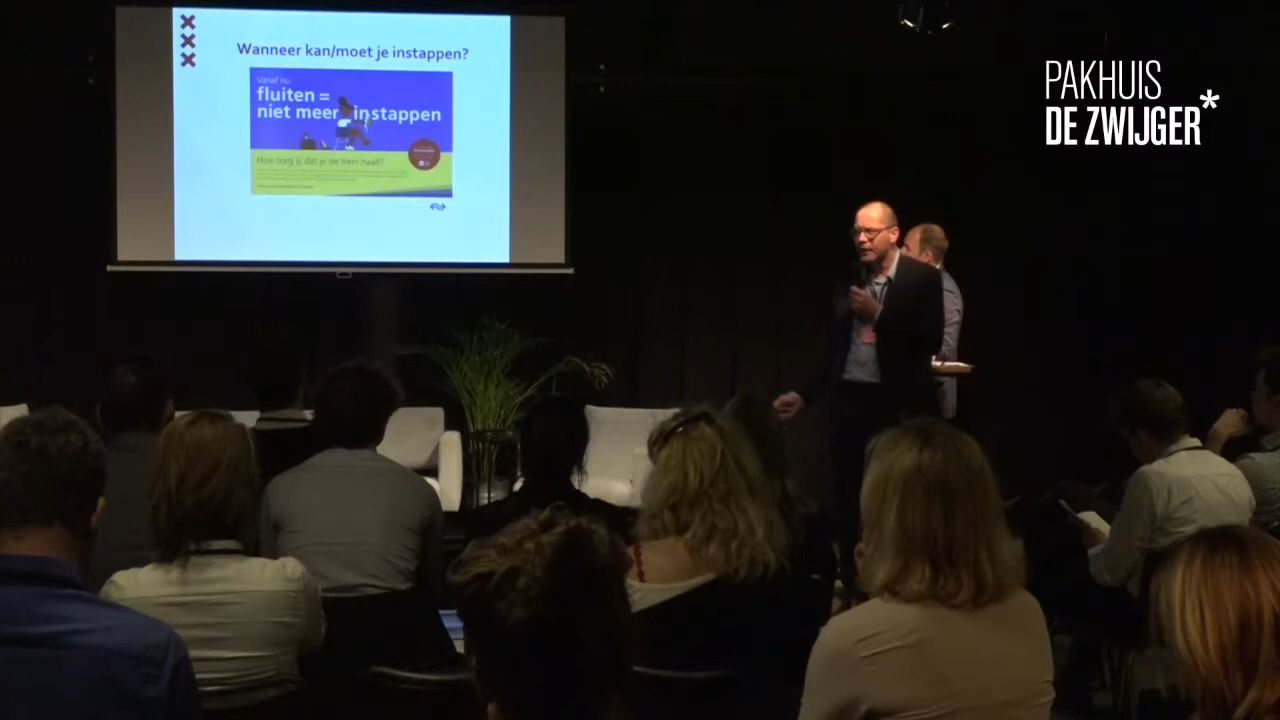 Wanneer kan/moet je instappen?
Vanaf nu:
fluiten =
niet meer instappen
Hoe zorg jij dat je de trein haalt?
PAKHUIS
DE ZWIJGER*